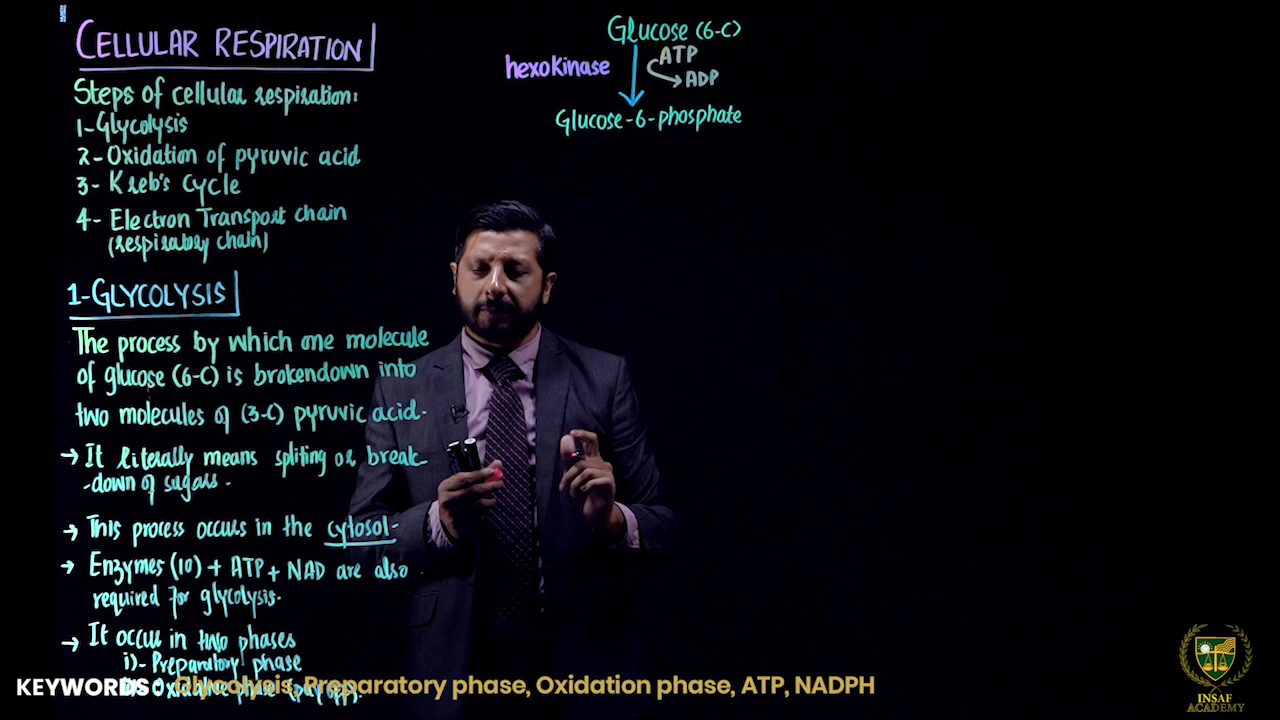 CELLULAR RESPIRATION
Steps of cellular respiration:
1-Glycolysis
2-Oxidation of pyruvic acid
3- Kreb's Cycle
4- Electron Transport chain
(respiratory chain)
1-GLYCOLYSIS
The process by which one molecule
of glucose (6-C) is brokendown into
two molecules of (3-C) pyruvic acid.
→ It literally means spliting or break
-down of sugars.
→ This process occurs in the cytosol-
→ Enzymes (10) + ATP + NAD are also
required for glycolysis.
→ It occur in two phases
i)- Preparatory phase
phase (payoff).
Glucose (6-C)
hexokinase
ATP
ADP
Glucose-6-phosphate
KEYWORDS: Glycolysis, Preparatory phase, Oxidation phase, ATP, NADPH
INSAF
ACADEMY